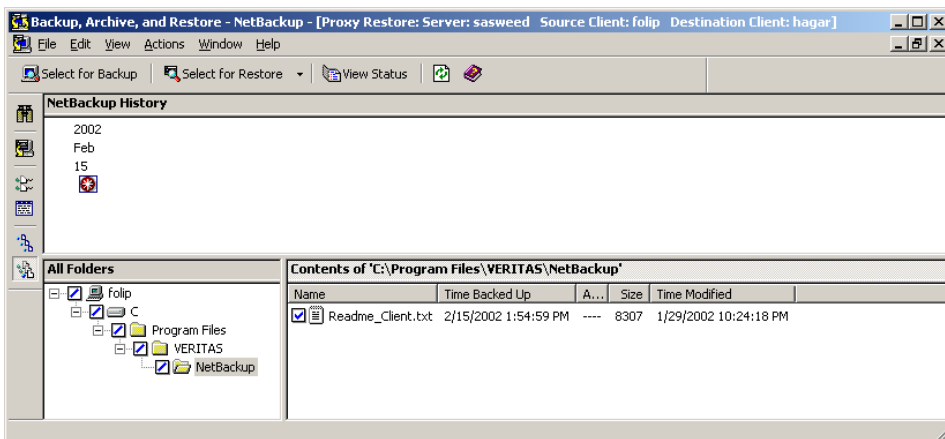 Backup, Archive, and Restore - NetBackup - [Proxy Restore: Server: sasweed   Source Client: folip   Destination Client: hagar]
File Edit View Actions Window Help
Select for Backup Select for Restore View Status
NetBackup History
2002
Feb
15
All Folders
Contents of 'C:\Program Files\VERITAS\NetBackup'
folip
C
Program Files
VERITAS
NetBackup
Name Time Backed Up A... Size Time Modified
Readme_Client.txt 2/15/2002 1:54:59 PM ---- 8307 1/29/2002 10:24:18 PM